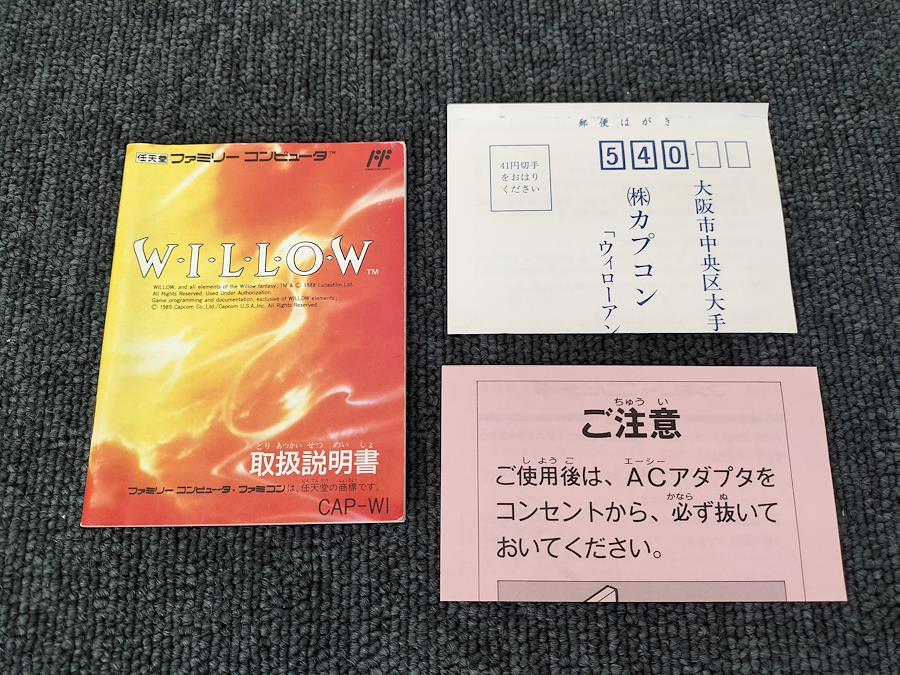 任天堂 ファミリー コンピュータ™
FF
W·I·L·L·O·W™
WILLOW, and all elements of the Willow fantasy; TM & © 1988 Lucasfilm Ltd.
All Rights Reserved. Used Under Authorization.
Game programming and documentation, exclusive of WILLOW elements;
© 1989 Capcom Co.,Ltd./Capcom U.S.A.,Inc. All Rights Reserved.
とり あつかい せつ めい しょ
取扱説明書
にんてんどう しょうひょう
ファミリー コンピュータ・ファミコンは、任天堂の商標です。
CAP-WI
郵便はがき
41円切手
をおはり
ください
540-
大阪市中央区大手
㈱カプコン
「ウィローアン
ちゅう い
ご注意
しようご エーシー
ご使用後は、ACアダプタを
かなら ぬ
コンセントから、必ず抜いて
おいてください。